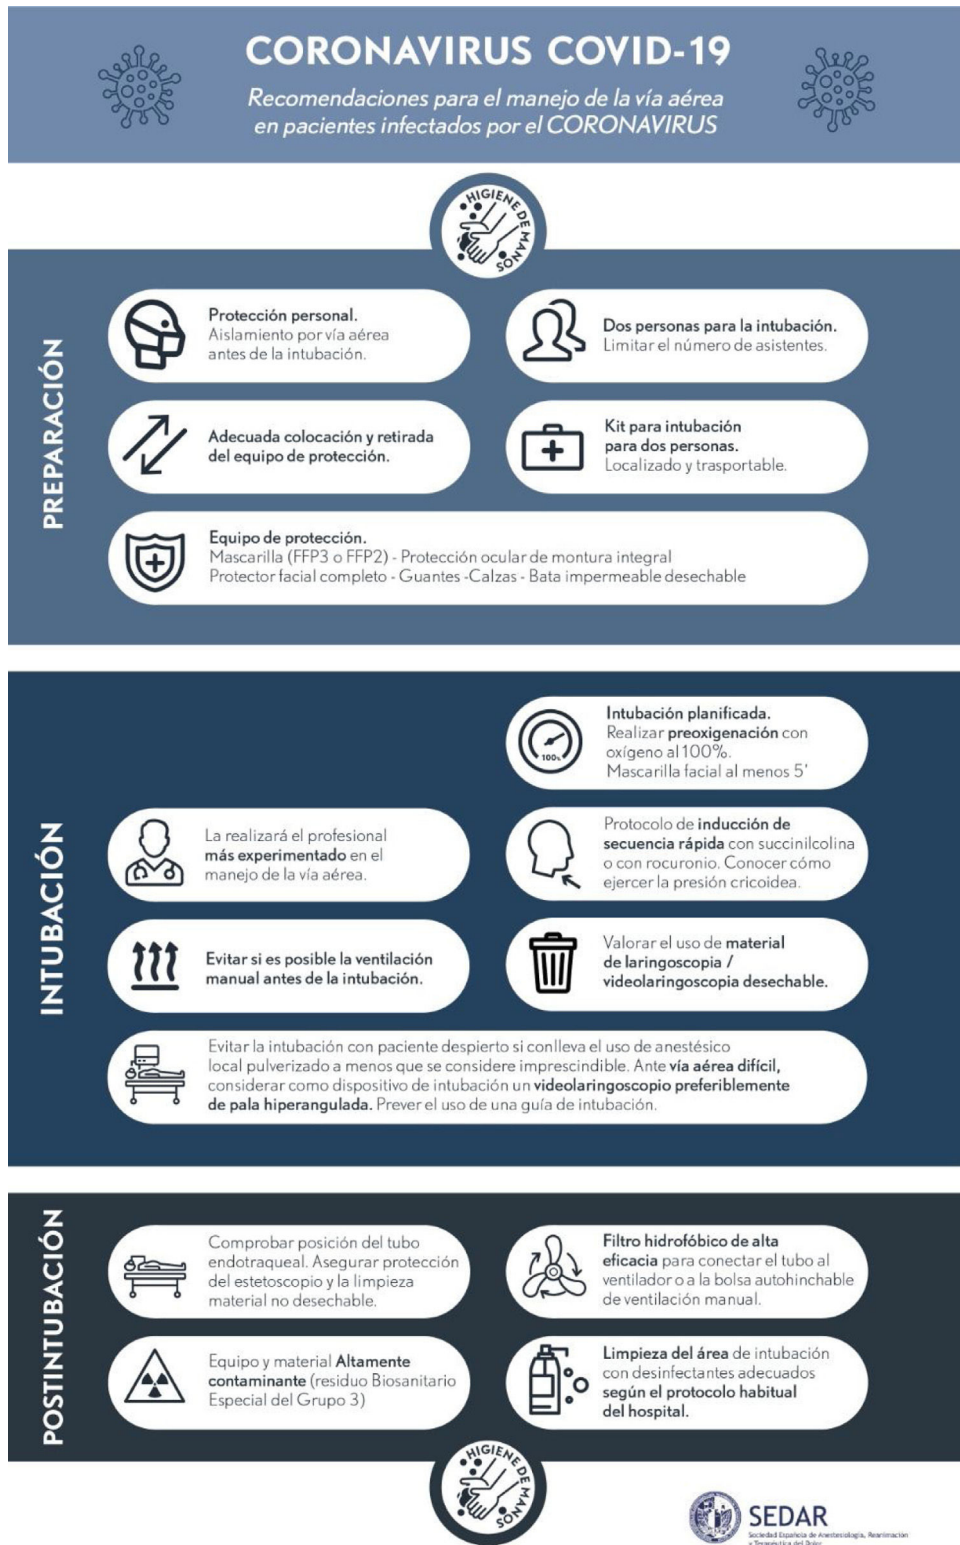 CORONAVIRUS COVID-19
Recomendaciones para el manejo de la vía aérea
en pacientes infectados por el CORONAVIRUS
HIGIENE DE MANOS
PREPARACIÓN
Protección personal.
Aislamiento por vía aérea
antes de la intubación.
Dos personas para la intubación.
Limitar el número de asistentes.
Adecuada colocación y retirada
del equipo de protección.
Kit para intubación
para dos personas.
Localizado y trasportable.
Equipo de protección.
Mascarilla (FFP3 o FFP2) - Protección ocular de montura integral
Protector facial completo - Guantes -Calzas - Bata impermeable desechable
INTUBACIÓN
Intubación planificada.
Realizar preoxigenación con
oxígeno al 100%.
Mascarilla facial al menos 5'
100%
La realizará el profesional
más experimentado en el
manejo de la vía aérea.
Protocolo de inducción de
secuencia rápida con succinilcolina
o con rocuronio. Conocer cómo
ejercer la presión cricoidea.
Evitar si es posible la ventilación
manual antes de la intubación.
Valorar el uso de material
de laringoscopia /
videolaringoscopia desechable.
Evitar la intubación con paciente despierto si conlleva el uso de anestésico
local pulverizado a menos que se considere imprescindible. Ante vía aérea difícil,
considerar como dispositivo de intubación un videolaringoscopio preferiblemente
de pala hiperangulada. Prever el uso de una guía de intubación.
POSTINTUBACIÓN
Comprobar posición del tubo
endotraqueal. Asegurar protección
del estetoscopio y la limpieza
material no desechable.
Filtro hidrofóbico de alta
eficacia para conectar el tubo al
ventilador o a la bolsa autohinchable
de ventilación manual.
Equipo y material Altamente
contaminante (residuo Biosanitario
Especial del Grupo 3)
Limpieza del área de intubación
con desinfectantes adecuados
según el protocolo habitual
del hospital.
HIGIENE DE MANOS
SEDAR
Sociedad Española de Anestesiología, Reanimación
y Terapéutica del Dolor